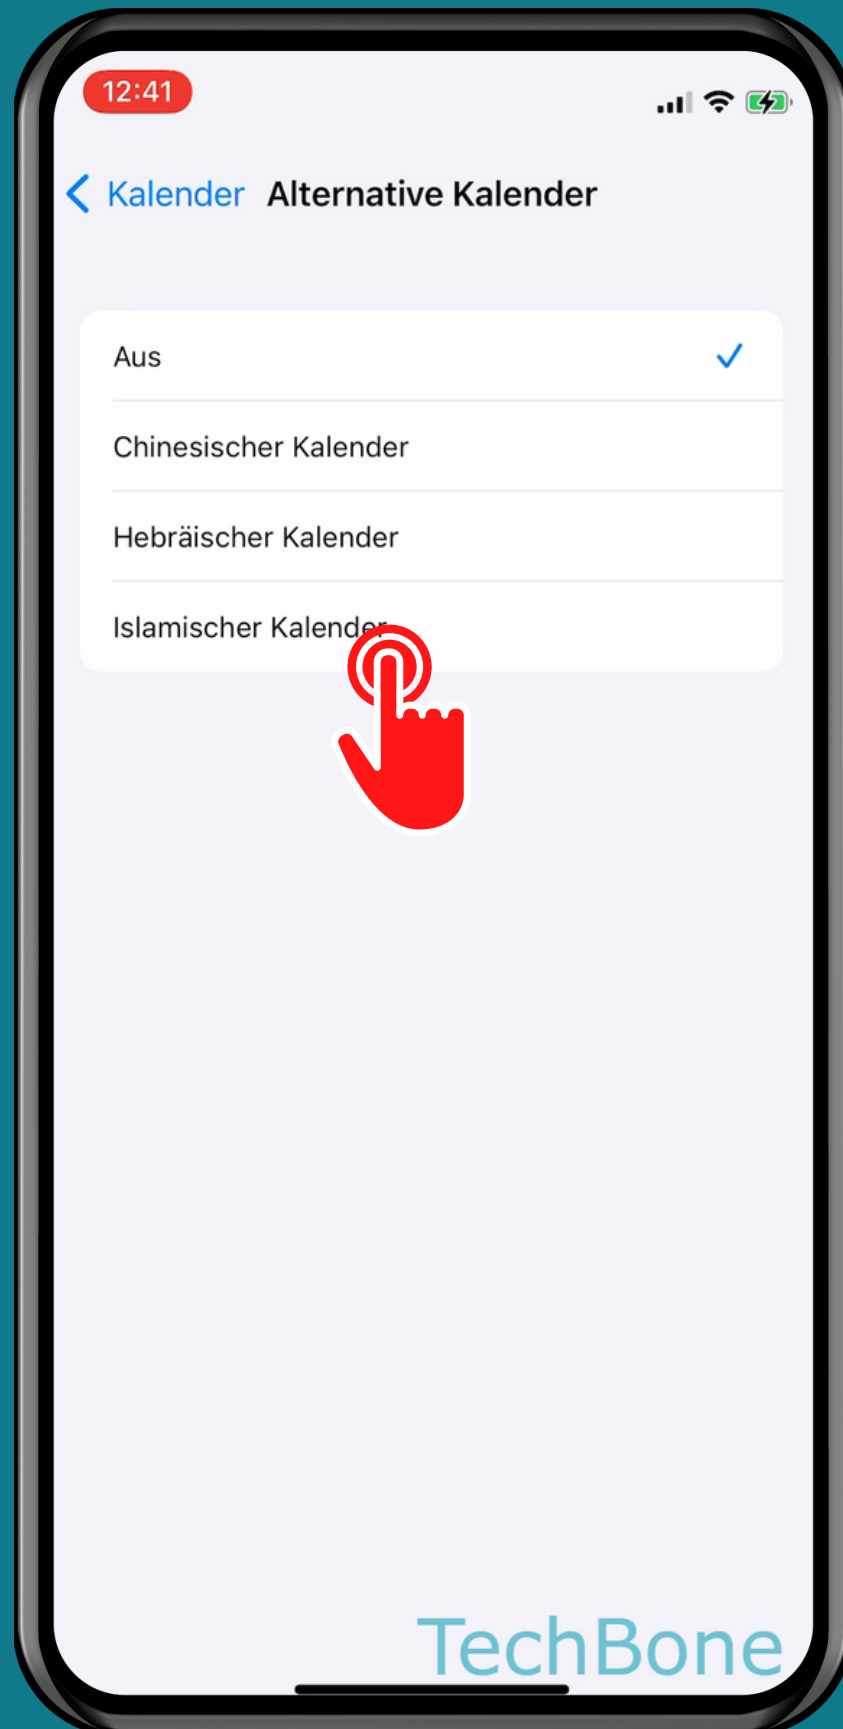 12:41
Kalender Alternative Kalender
Aus
Chinesischer Kalender
Hebräischer Kalender
Islamischer Kalender
TechBone